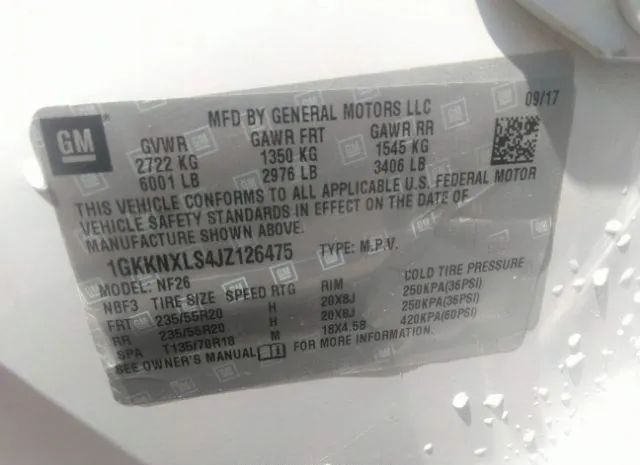 GM
MFD BY GENERAL MOTORS LLC
09/17
GVWR GAWR FRT GAWR RR
2722 KG 1350 KG 1545 KG
6001 LB 2976 LB 3406 LB
THIS VEHICLE CONFORMS TO ALL APPLICABLE U.S. FEDERAL MOTOR
VEHICLE SAFETY STANDARDS IN EFFECT ON THE DATE OF
MANUFACTURE SHOWN ABOVE.
1GKKNXLS4JZ126475 TYPE: M.P.V.
MODEL: NF26
NBF3 TIRE SIZE SPEED RTG RIM COLD TIRE PRESSURE
FRT 235/55R20 H 20X8J 250KPA(36PSI)
RR 235/55R20 H 20X8J 250KPA(36PSI)
SPA T135/70R18 M 18X4.5B 420KPA(60PSI)
SEE OWNER'S MANUAL FOR MORE INFORMATION.